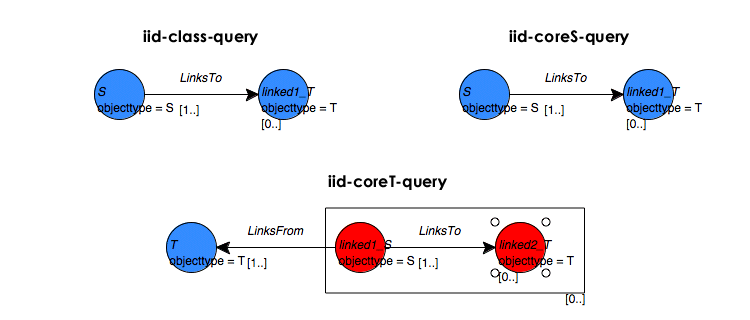 iid-class-query
iid-coreS-query
LinksTo
S
linked1_T
objecttype = S [1..]
objecttype = T
[0..]
LinksTo
S
linked1_T
objecttype = S [1..]
objecttype = T
[0..]
iid-coreT-query
LinksFrom
LinksTo
T
linked1_S
linked2_T
objecttype = T [1..]
objecttype = S [1..]
objecttype = T
[0..]
[0..]